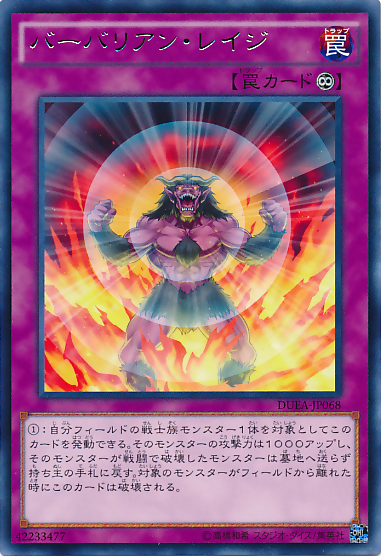 バーバリアン・レイジ
トラップ
罠
【罠カード∞】
DUEA-JP068
①:自分フィールドの戦士族モンスター1体を対象としてこの
カードを発動できる。そのモンスターの攻撃力は1000アップし、
そのモンスターが戦闘で破壊したモンスターは墓地へ送らず
持ち主の手札に戻す。対象のモンスターがフィールドから離れた
時にこのカードは破壊される。
42233477
©高橋和希 スタジオ・ダイス/集英社